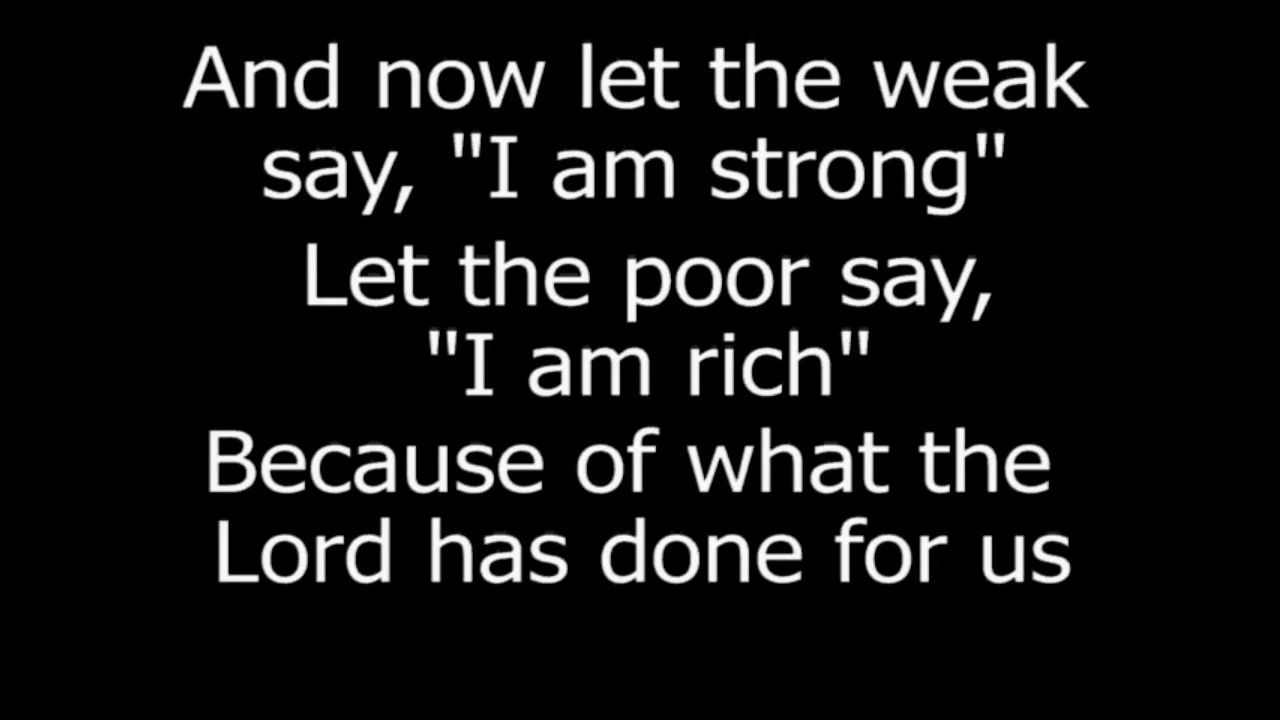 And now let the weak
say, "I am strong"
Let the poor say,
"I am rich"
Because of what the
Lord has done for us